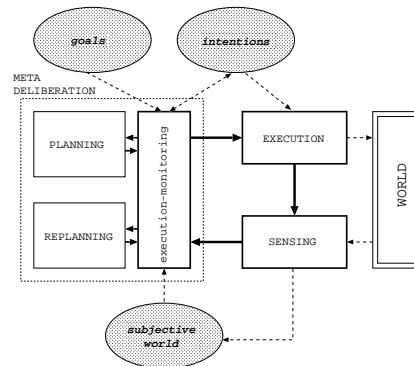 goals
intentions
META
DELIBERATION
PLANNING
execution-monitoring
EXECUTION
WORLD
REPLANNING
SENSING
subjective
world